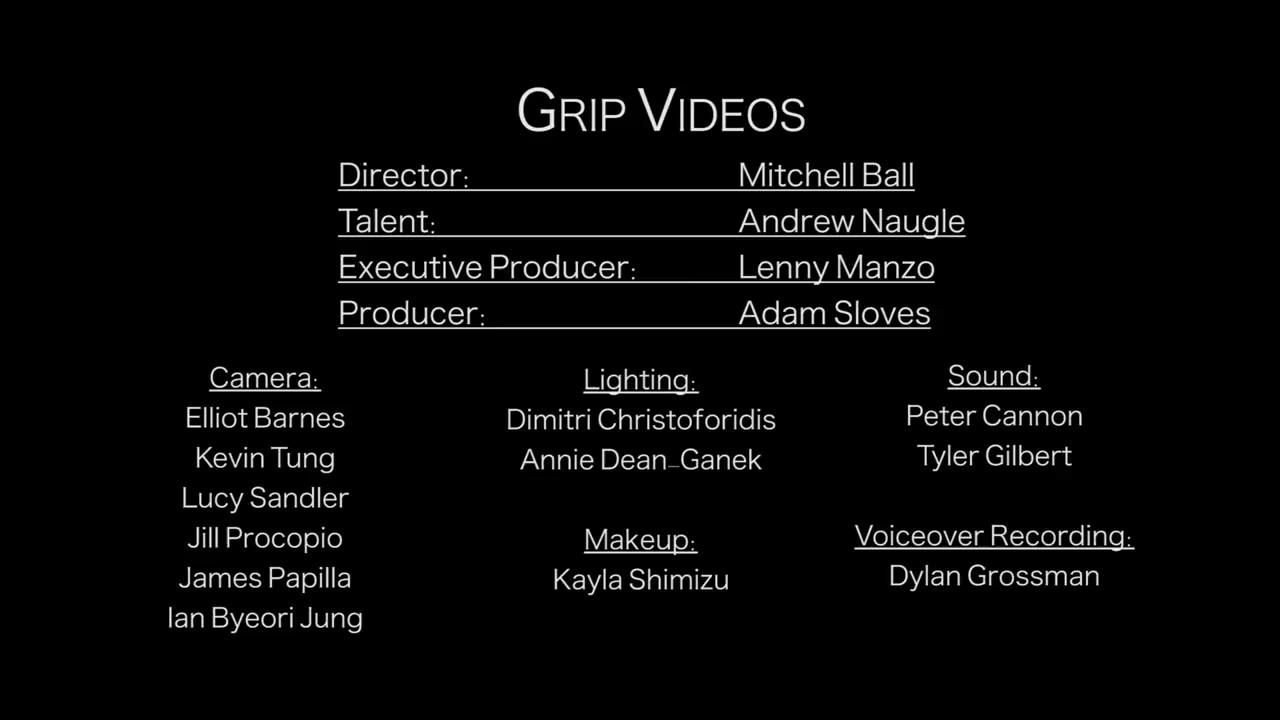 GRIP VIDEOS
Director: Mitchell Ball
Talent: Andrew Naugle
Executive Producer: Lenny Manzo
Producer: Adam Sloves
Camera:
Elliot Barnes
Kevin Tung
Lucy Sandler
Jill Procopio
James Papilla
Ian Byeori Jung
Lighting:
Dimitri Christoforidis
Annie Dean-Ganek
Makeup:
Kayla Shimizu
Sound:
Peter Cannon
Tyler Gilbert
Voiceover Recording:
Dylan Grossman